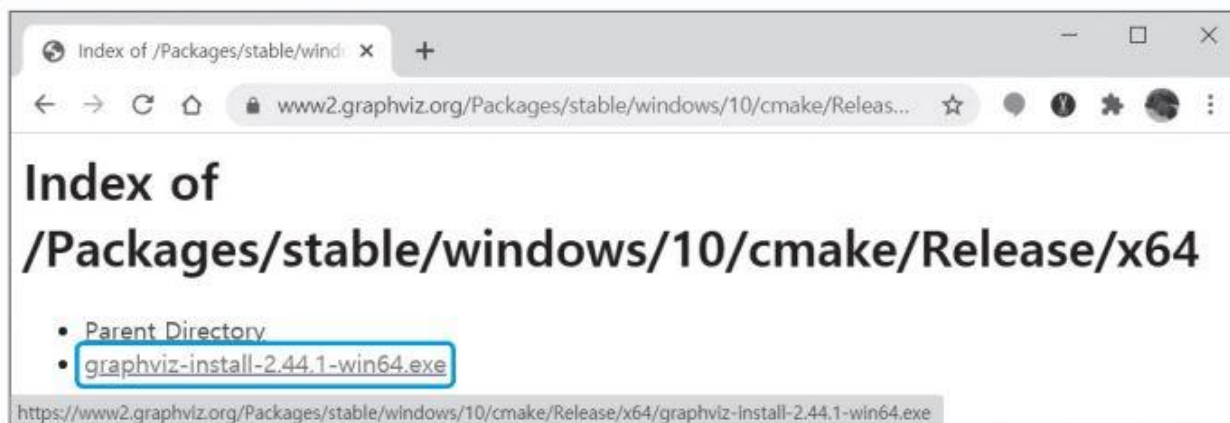 Index of /Packages/stable/wind
www2.graphviz.org/Packages/stable/windows/10/cmake/Releas...
Index of
/Packages/stable/windows/10/cmake/Release/x64
• Parent Directory
• graphviz-install-2.44.1-win64.exe
https://www2.graphviz.org/Packages/stable/windows/10/cmake/Release/x64/graphviz-install-2.44.1-win64.exe